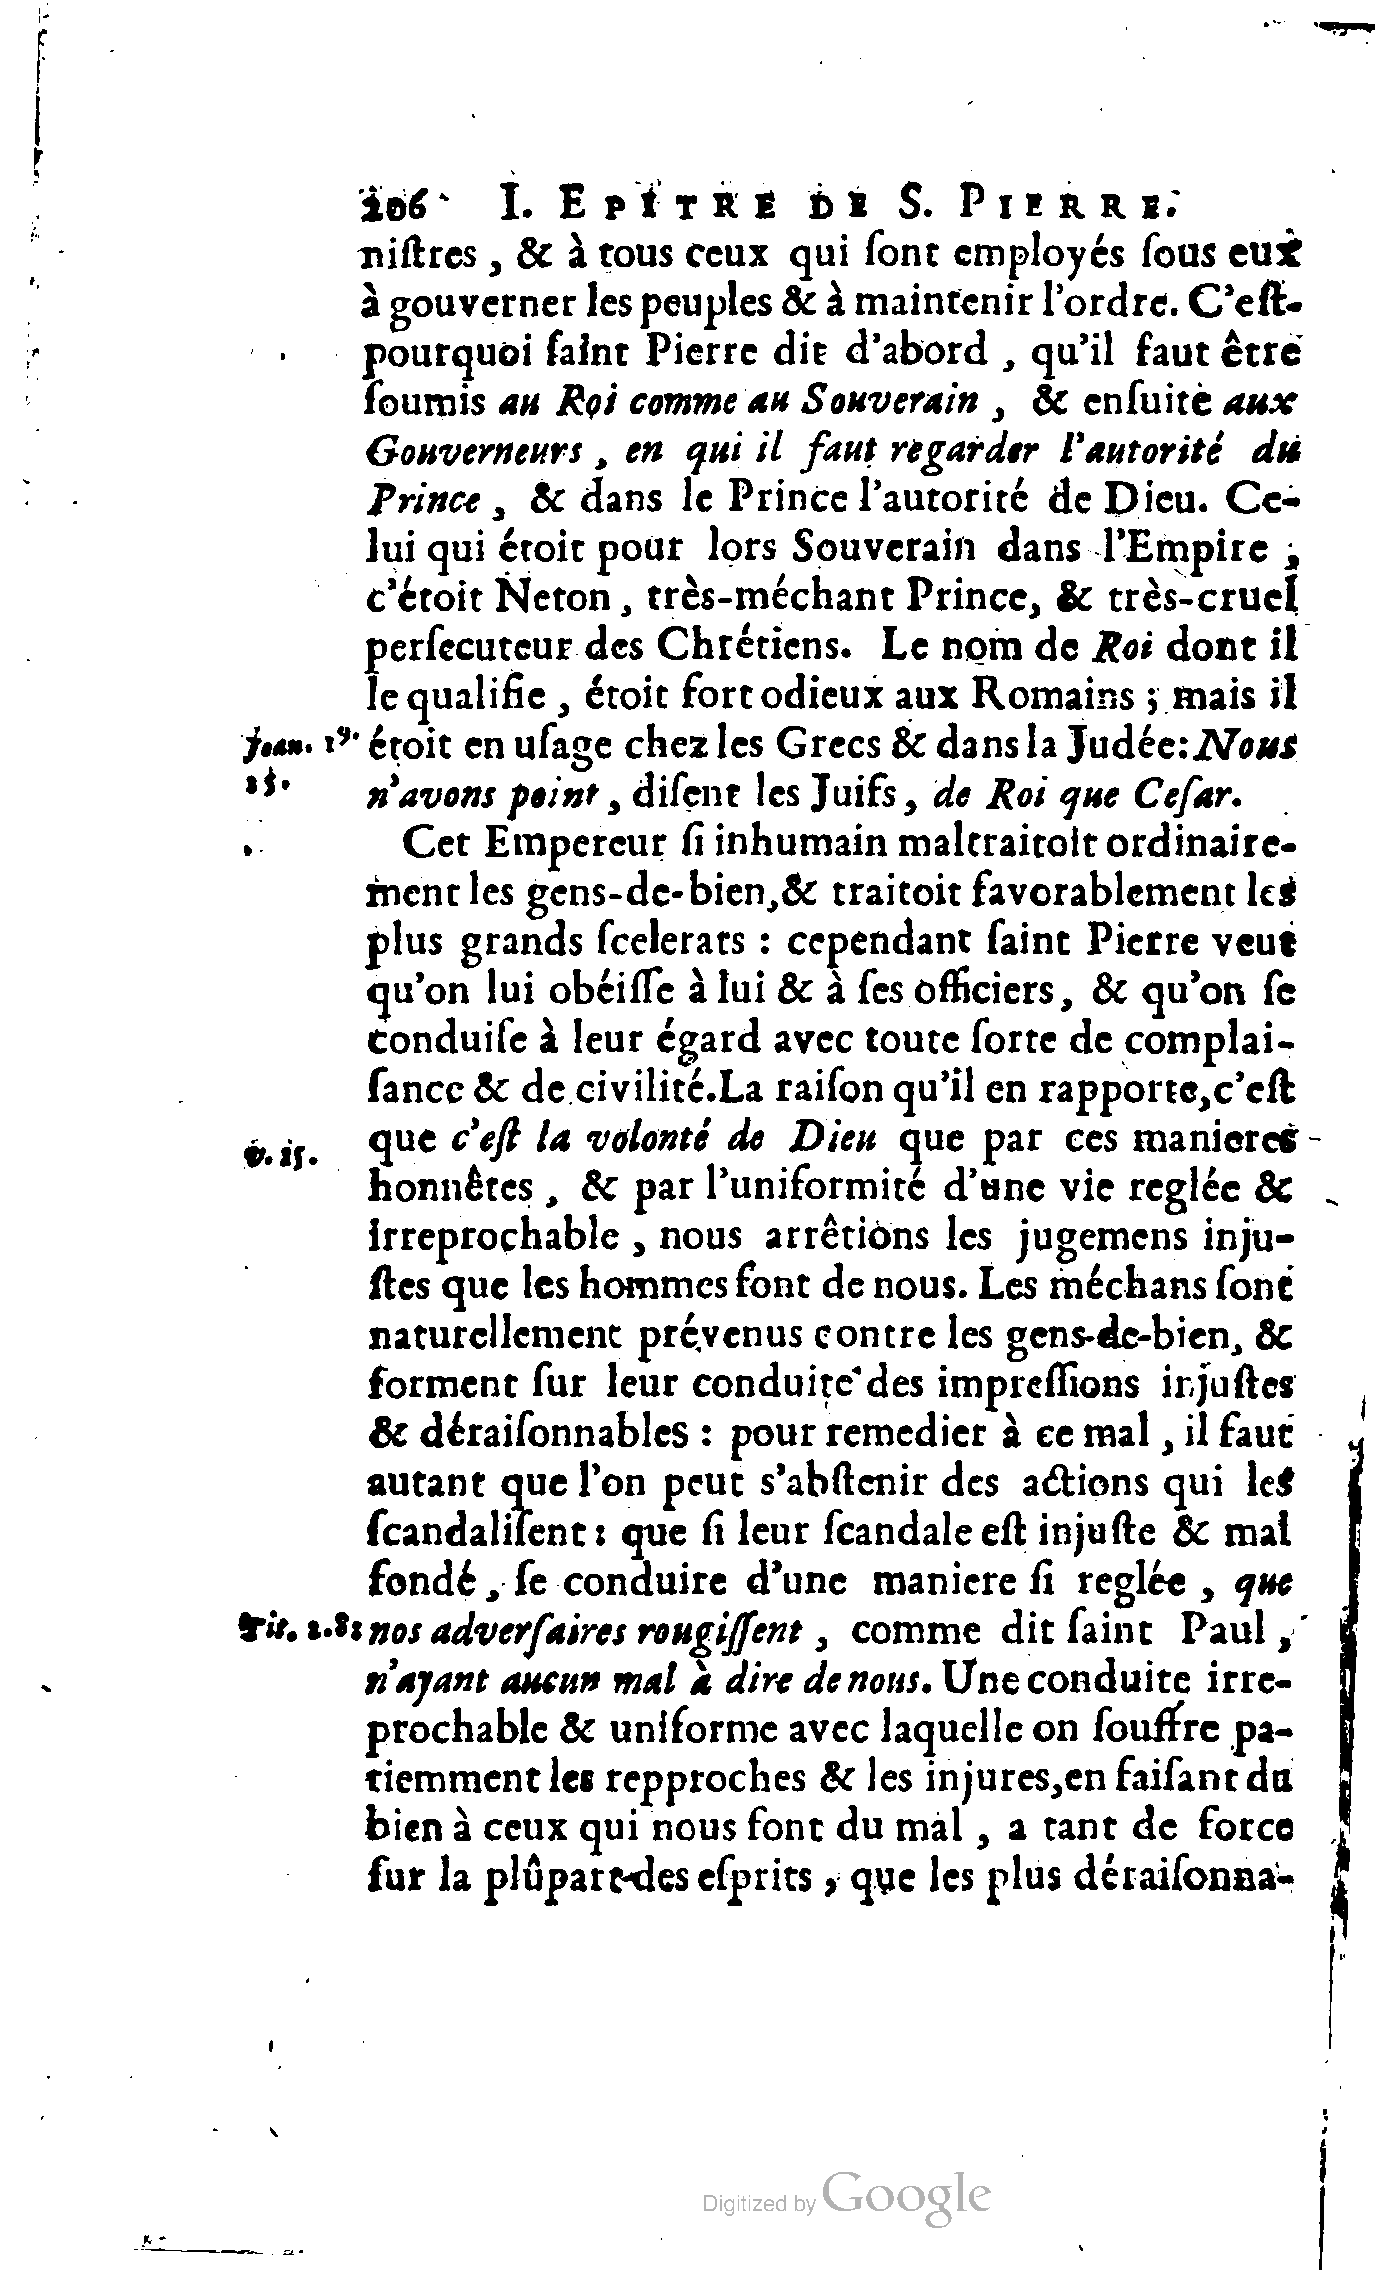 206 I. EPÎTRE DE S. PIERRE.
niſtres, & à tous ceux qui ſont employés ſous eux
à gouverner les peuples & à maintenir l'ordre. C'eſt-
pourquoi ſaint Pierre dit d'abord, qu'il faut être
ſoumis au Roi comme au Souverain, & enſuite aux
Gouverneurs, en qui il faut regarder l'autorité du
Prince, & dans le Prince l'autorité de Dieu. Ce-
lui qui étoit pour lors Souverain dans l'Empire,
c'étoit Neron, très-méchant Prince, & très-cruel
perſecuteur des Chrétiens. Le nom de Roi dont il
le qualifie, étoit fort odieux aux Romains ; mais il
Joan. 19. étoit en uſage chez les Grecs & dans la Judée: Nous
15. n'avons point, diſent les Juifs, de Roi que Ceſar.
Cet Empereur ſi inhumain maltraitoit ordinaire-
ment les gens-de-bien, & traitoit favorablement les
plus grands ſcelerats : cependant ſaint Pierre veut
qu'on lui obéiſſe à lui & à ſes officiers, & qu'on ſe
conduiſe à leur égard avec toute ſorte de complai-
ſance & de civilité. La raiſon qu'il en rapporte, c'eſt
v. 15. que c'eſt la volonté de Dieu que par ces manieres
honnêtes, & par l'uniformité d'une vie reglée &
irreprochable, nous arrêtions les jugemens inju-
ſtes que les hommes font de nous. Les méchans ſont
naturellement prévenus contre les gens-de-bien, &
forment ſur leur conduite des impreſſions injuſtes
& déraiſonnables : pour remedier à ce mal, il faut
autant que l'on peut s'abſtenir des actions qui les
ſcandaliſent : que ſi leur ſcandale eſt injuſte & mal
fondé, ſe conduire d'une maniere ſi reglée, que
Tit. 2.8: nos adverſaires rougiſſent, comme dit ſaint Paul,
n'ayant aucun mal à dire de nous. Une conduite irre-
prochable & uniforme avec laquelle on ſouffre pa-
tiemment les repproches & les injures, en faiſant du
bien à ceux qui nous font du mal, a tant de force
ſur la plûpart des eſprits, que les plus déraiſonna-
Digitized by Google